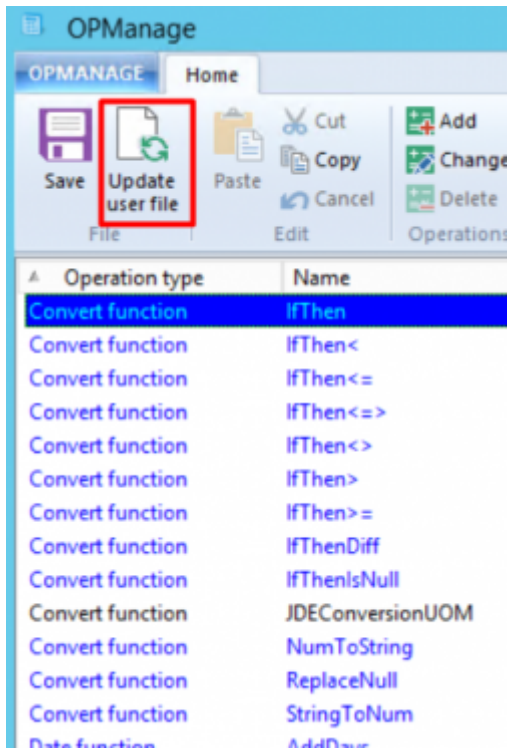 OPManage
OPMANAGE Home
Save Update user file Paste Cut Copy Cancel Add Change Delete
File Edit Operations
Operation type Name
Convert function IfThen
Convert function IfThen<
Convert function IfThen<=
Convert function IfThen<=>
Convert function IfThen<>
Convert function IfThen>
Convert function IfThen>=
Convert function IfThenDiff
Convert function IfThenIsNull
Convert function JDEConversionUOM
Convert function NumToString
Convert function ReplaceNull
Convert function StringToNum
Date function AddDays